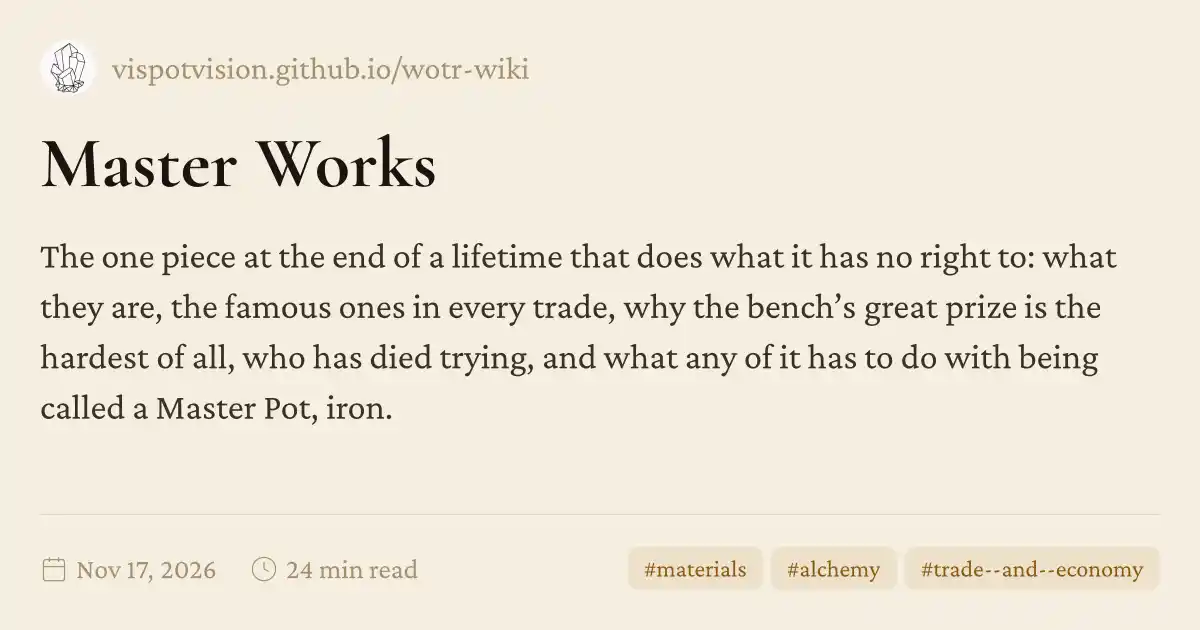 vispotvision.github.io/wotr-wiki
Master Works
The one piece at the end of a lifetime that does what it has no right to: what
they are, the famous ones in every trade, why the bench’s great prize is the
hardest of all, who has died trying, and what any of it has to do with being
called a Master Pot, iron.
Nov 17, 2026
24 min read
#materials
#alchemy
#trade--and--economy